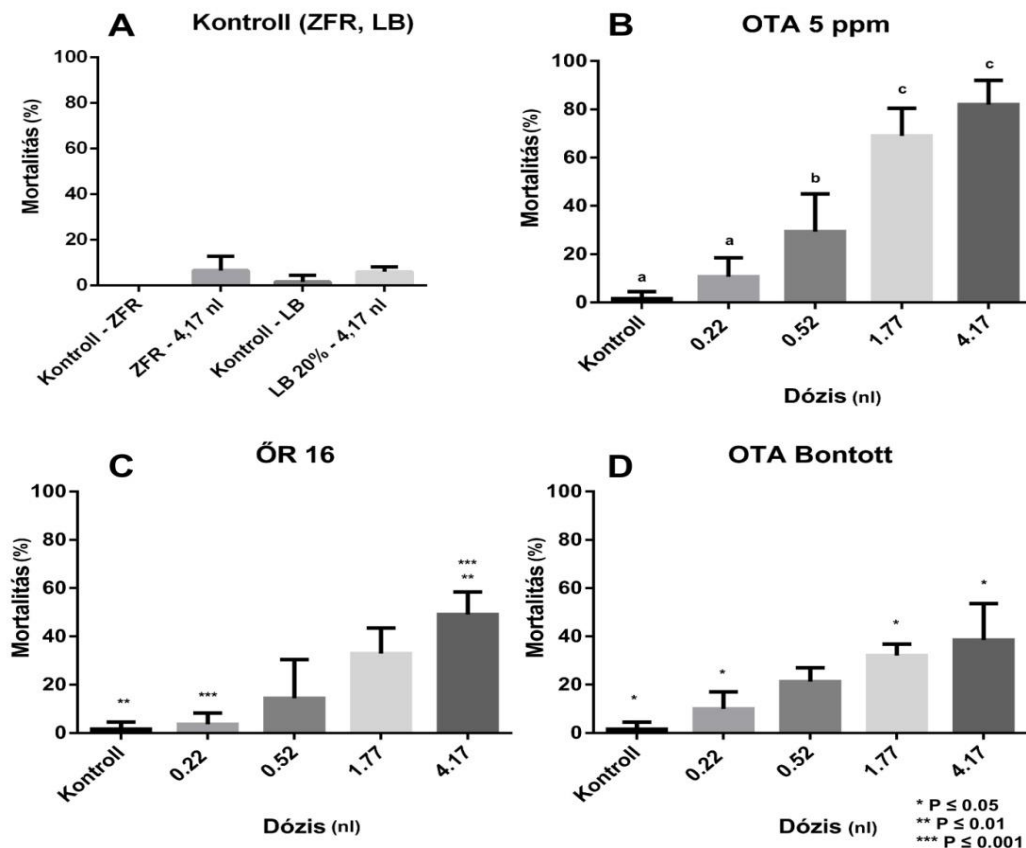 A Kontroll (ZFR, LB)
Mortalitás (%)
100
80
60
40
20
0
Kontroll - ZFR
ZFR - 4,17 nl
Kontroll - LB
LB 20% - 4,17 nl
B OTA 5 ppm
Mortalitás (%)
100
80
60
40
20
0
a
a
b
c
c
Kontroll
0.22
0.52
1.77
4.17
Dózis (nl)
C ŐR 16
Mortalitás (%)
100
80
60
40
20
0
**
***
***
**
Kontroll
0.22
0.52
1.77
4.17
Dózis (nl)
D OTA Bontott
Mortalitás (%)
100
80
60
40
20
0
*
*
*
*
Kontroll
0.22
0.52
1.77
4.17
Dózis (nl)
* P ≤ 0.05
** P ≤ 0.01
*** P ≤ 0.001